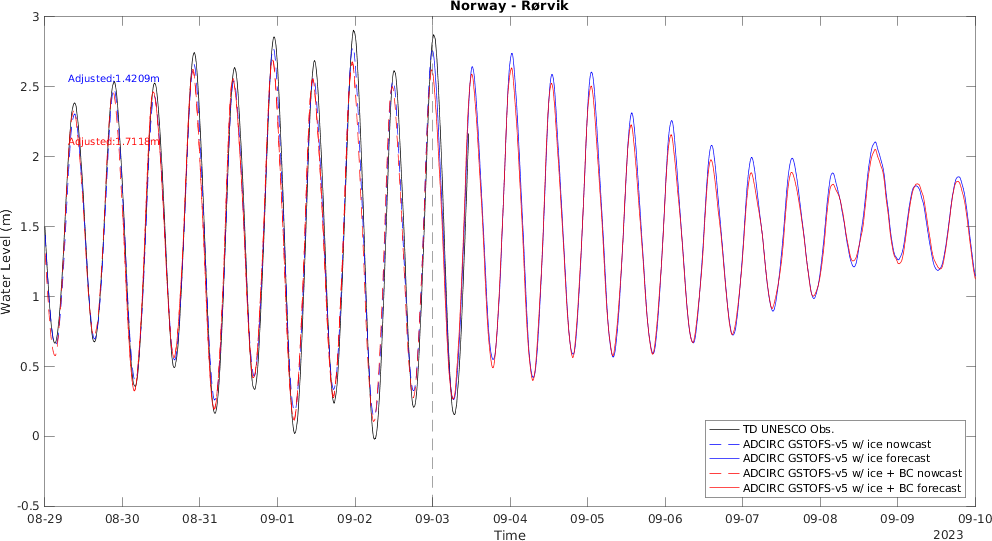 Norway - Rørvik
3
2.5
2
1.5
1
0.5
0
-0.5
Water Level (m)
Adjusted:1.4209m
Adjusted:1.7118m
TD UNESCO Obs.
ADCIRC GSTOFS-v5 w/ ice nowcast
ADCIRC GSTOFS-v5 w/ ice forecast
ADCIRC GSTOFS-v5 w/ ice + BC nowcast
ADCIRC GSTOFS-v5 w/ ice + BC forecast
08-29 08-30 08-31 09-01 09-02 09-03 09-04 09-05 09-06 09-07 09-08 09-09 09-10
Time
2023